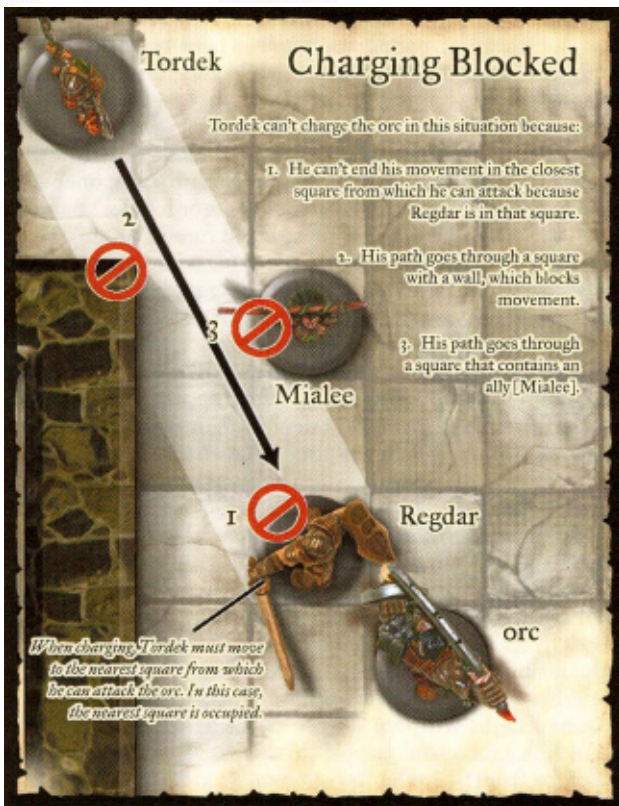 Tordek
Charging Blocked
Tordek can't charge the orc in this situation because:
1. He can't end his movement in the closest
square from which he can attack because
Regdar is in that square.
2. His path goes through a square
with a wall, which blocks
movement.
3. His path goes through
a square that contains an
ally [Mialee].
2
3
Mialee
1
Regdar
orc
When charging, Tordek must move
to the nearest square from which
he can attack the orc. In this case,
the nearest square is occupied.